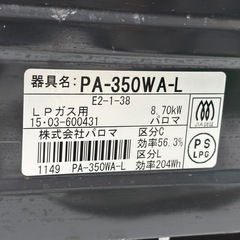 器具名: PA-350WA-L
E2-1-38
LPガス用 8.70kW
15・03-600431 パロマ
株式会社パロマ 区分C
効率56.3%
区分L
1149 PA-350WA-L 効率204Wh
PS
LPG